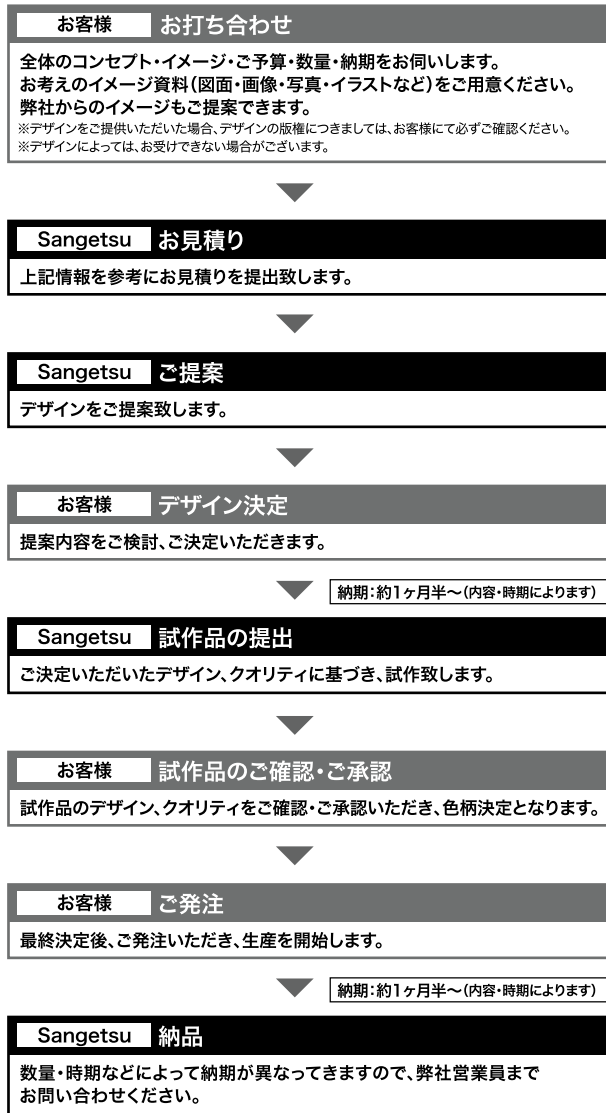 お客様 お打ち合わせ
全体のコンセプト・イメージ・ご予算・数量・納期をお伺いします。
お考えのイメージ資料（図面・画像・写真・イラストなど）をご用意ください。
弊社からのイメージもご提案できます。
※デザインをご提供いただいた場合、デザインの版権につきましては、お客様にて必ずご確認ください。
※デザインによっては、お受けできない場合がございます。
Sangetsu お見積り
上記情報を参考にお見積りを提出致します。
Sangetsu ご提案
デザインをご提案致します。
お客様 デザイン決定
提案内容をご検討、ご決定いただきます。
納期：約1ヶ月半〜（内容・時期によります）
Sangetsu 試作品の提出
ご決定いただいたデザイン、クオリティに基づき、試作致します。
お客様 試作品のご確認・ご承認
試作品のデザイン、クオリティをご確認・ご承認いただき、色柄決定となります。
お客様 ご発注
最終決定後、ご発注いただき、生産を開始します。
納期：約1ヶ月半〜（内容・時期によります）
Sangetsu 納品
数量・時期などによって納期が異なってきますので、弊社営業員まで
お問い合わせください。